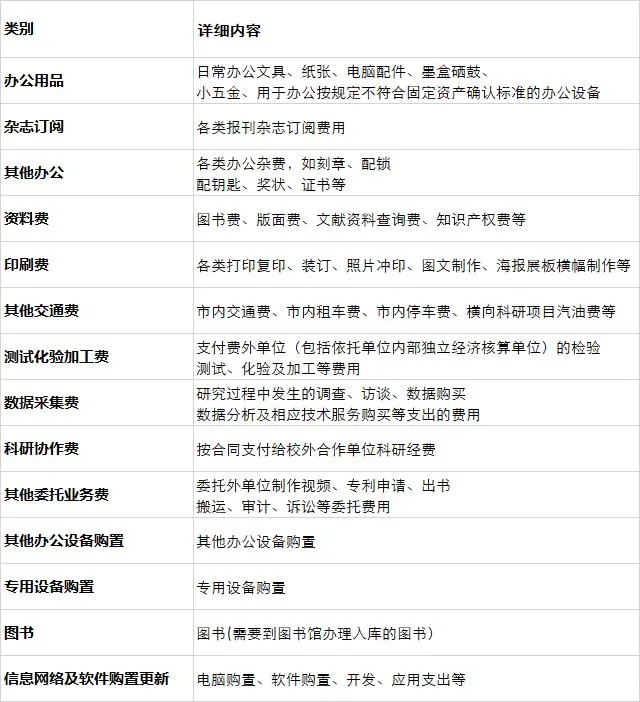 类别
详细内容
办公用品
日常办公文具、纸张、电脑配件、墨盒硒鼓、
小五金、用于办公按规定不符合固定资产确认标准的办公设备
杂志订阅
各类报刊杂志订阅费用
其他办公
各类办公杂费，如刻章、配锁
配钥匙、奖状、证书等
资料费
图书费、版面费、文献资料查询费、知识产权费等
印刷费
各类打印复印、装订、照片冲印、图文制作、海报展板横幅制作等
其他交通费
市内交通费、市内租车费、市内停车费、横向科研项目汽油费等
测试化验加工费
支付费外单位（包括依托单位内部独立经济核算单位）的检验
测试、化验及加工等费用
数据采集费
研究过程中发生的调查、访谈、数据购买
数据分析及相应技术服务购买等支出的费用
科研协作费
按合同支付给校外合作单位科研经费
其他委托业务费
委托外单位制作视频、专利申请、出书
搬运、审计、诉讼等委托费用
其他办公设备购置
其他办公设备购置
专用设备购置
专用设备购置
图书
图书(需要到图书馆办理入库的图书）
信息网络及软件购置更新
电脑购置、软件购置、开发、应用支出等